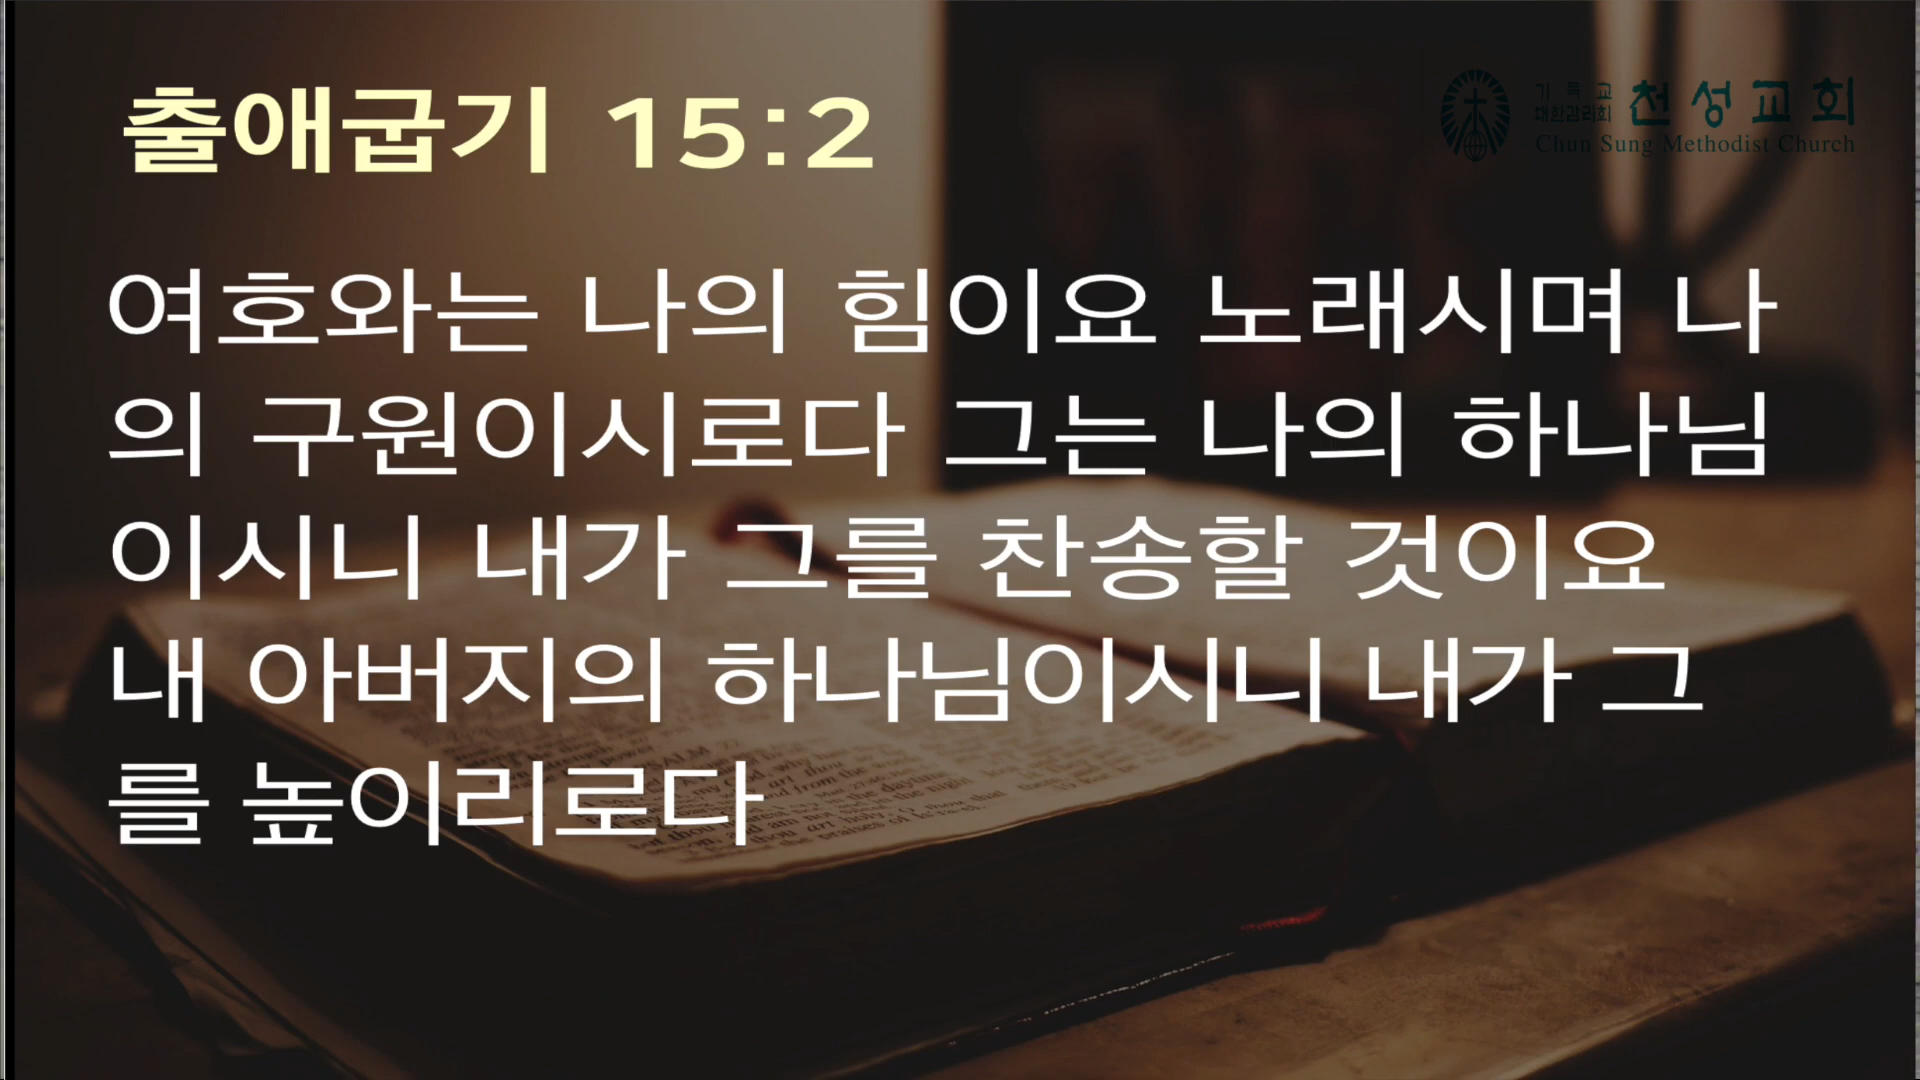 출애굽기 15:2
기독교
대한감리회
천성교회
Chun Sung Methodist Church
여호와는 나의 힘이요 노래시며 나
의 구원이시로다 그는 나의 하나님
이시니 내가 그를 찬송할 것이요
내 아버지의 하나님이시니 내가 그
를 높이리로다